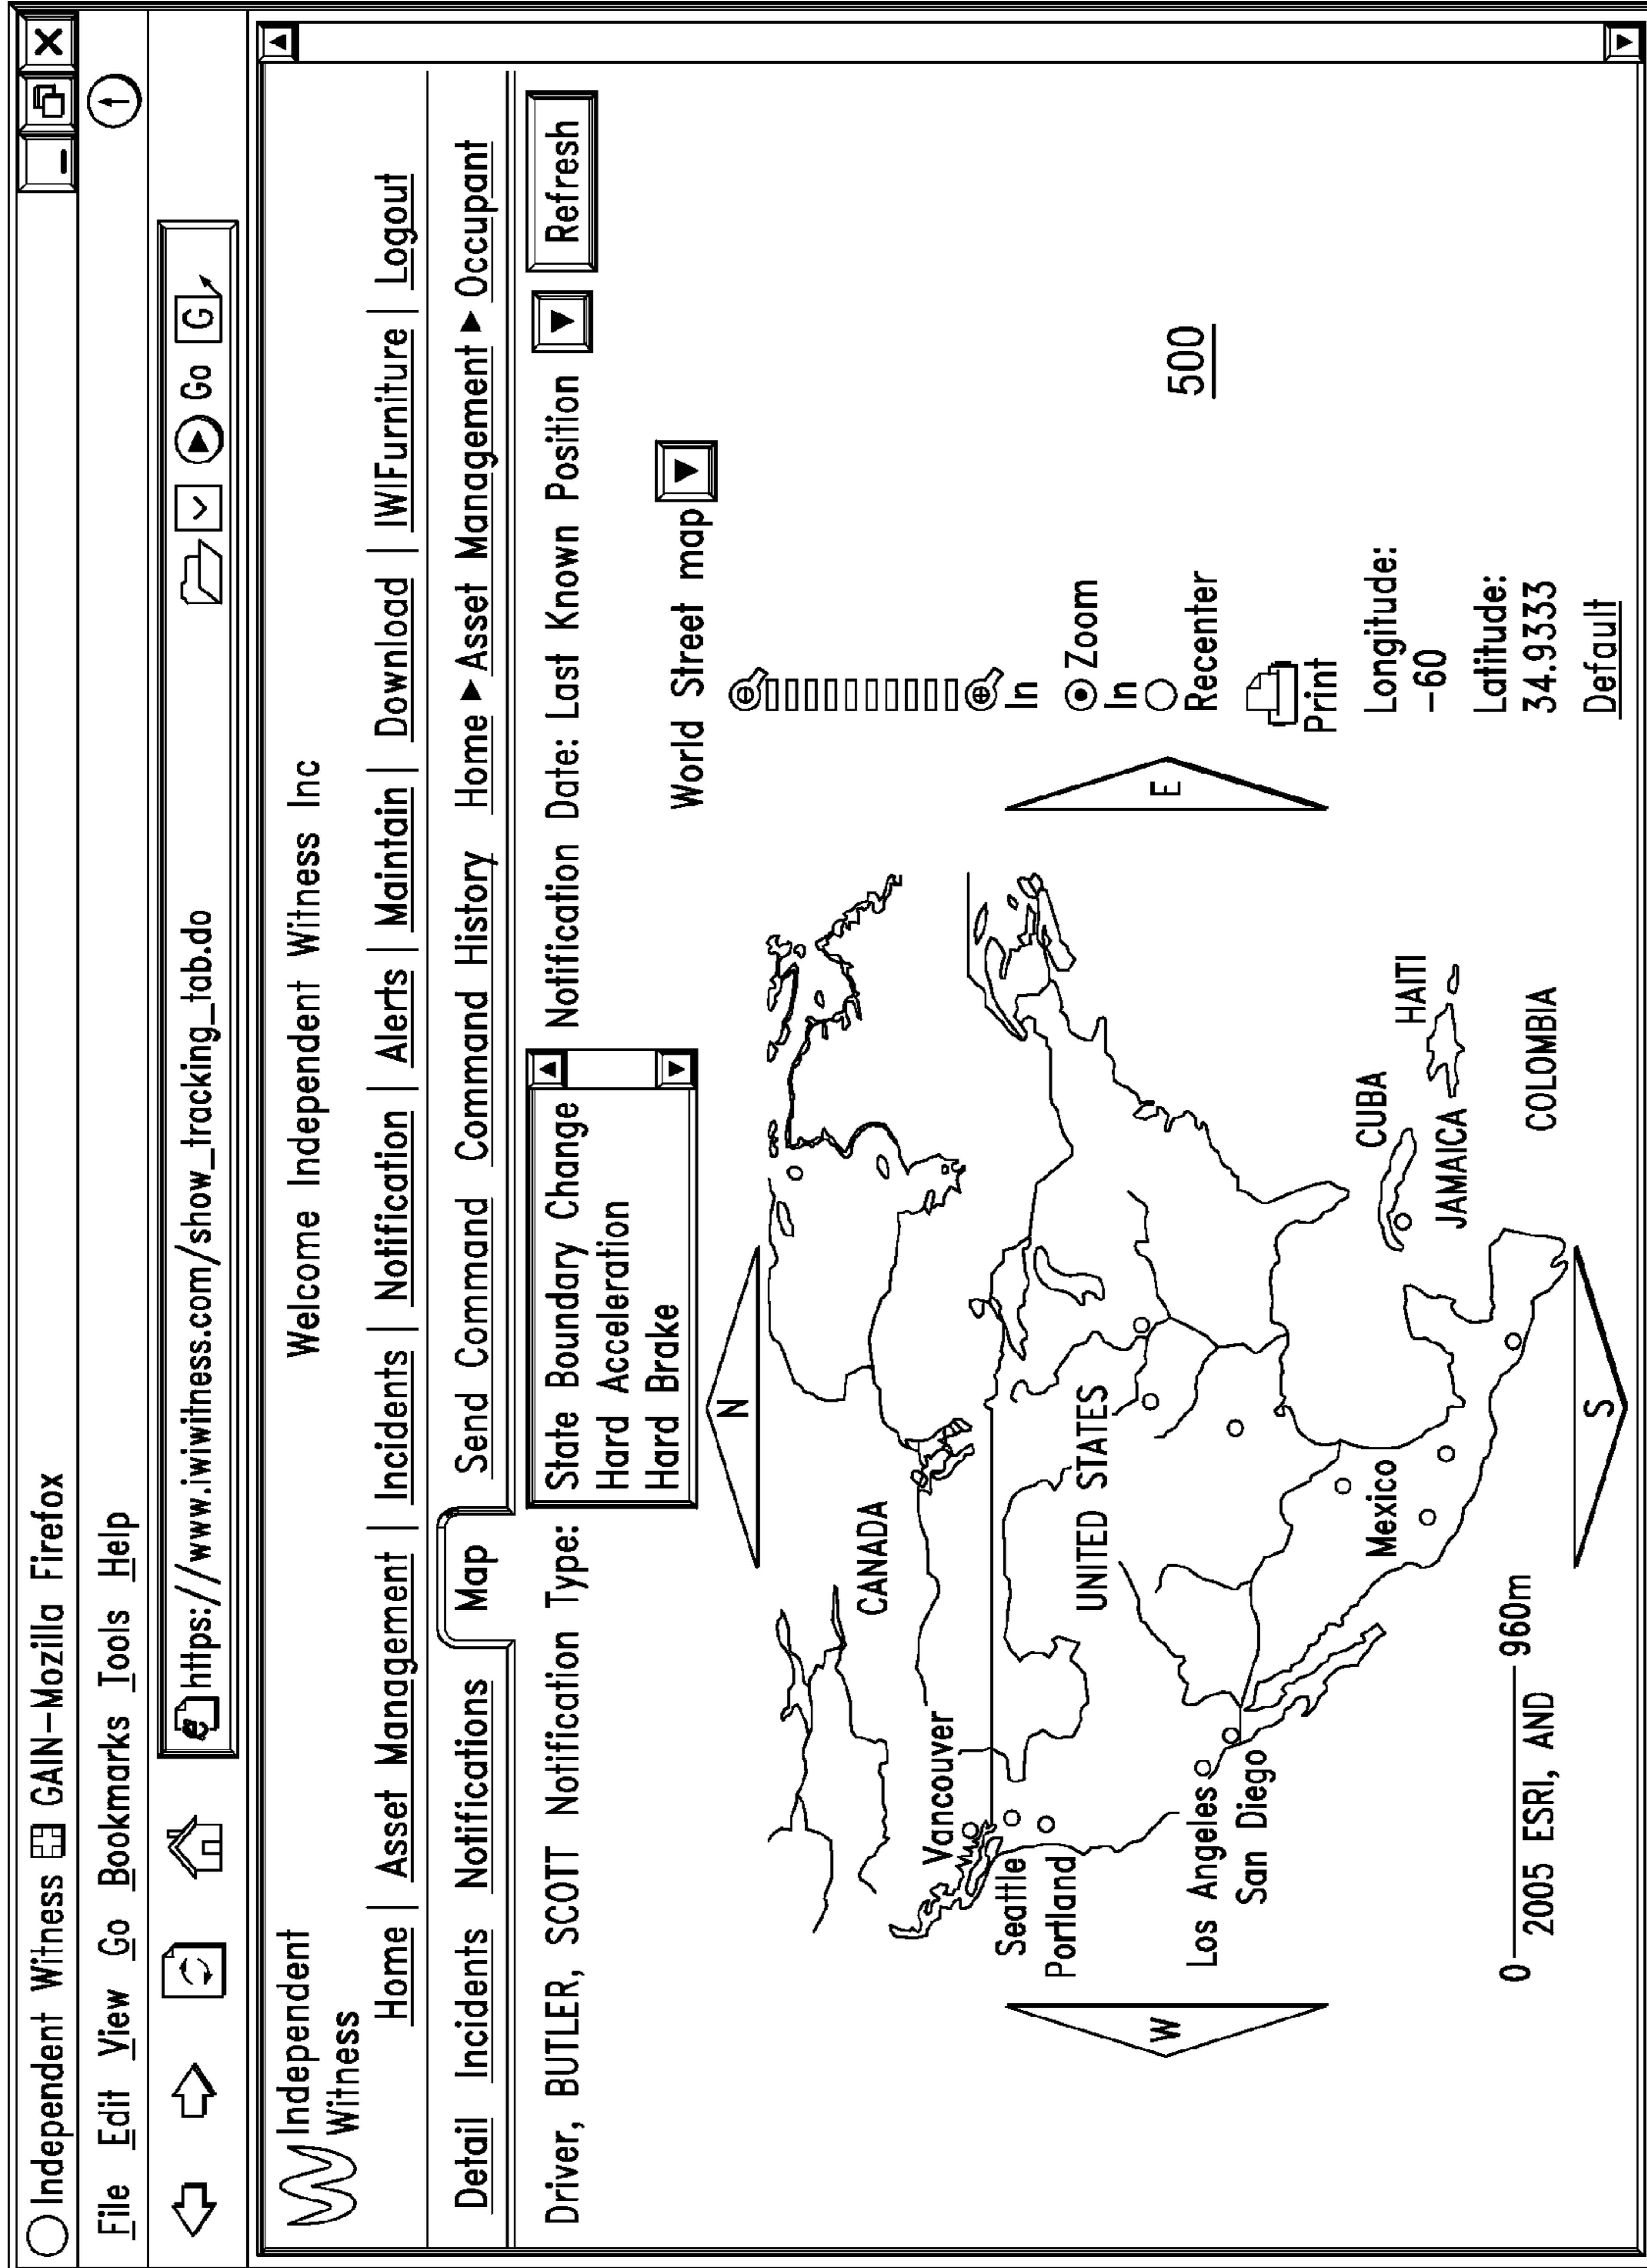 Independent Witness GAIN-Mozilla Firefox
File Edit View Go Bookmarks Tools Help
https://www.iwiwitness.com/show_tracking_tab.do Go G
Independent
Witness
Welcome Independent Witness Inc
Home | Asset Management | Incidents | Notification | Alerts | Maintain | Download | IWIFurniture | Logout
Detail Incidents Notifications Map Send Command Command History Home ▶ Asset Management ▶ Occupant
Driver, BUTLER, SCOTT Notification Type: State Boundary Change Notification Date: Last Known Position Refresh
Hard Acceleration
Hard Brake
World Street map
N
CANADA
In
Zoom
In
Recenter
Vancouver
Seattle
Portland
UNITED STATES
W
E
500
Print
Los Angeles
San Diego
Mexico
CUBA
HAITI
JAMAICA
COLOMBIA
Longitude:
-60
Latitude:
34.9333
Default
0 960m
2005 ESRI, AND
S